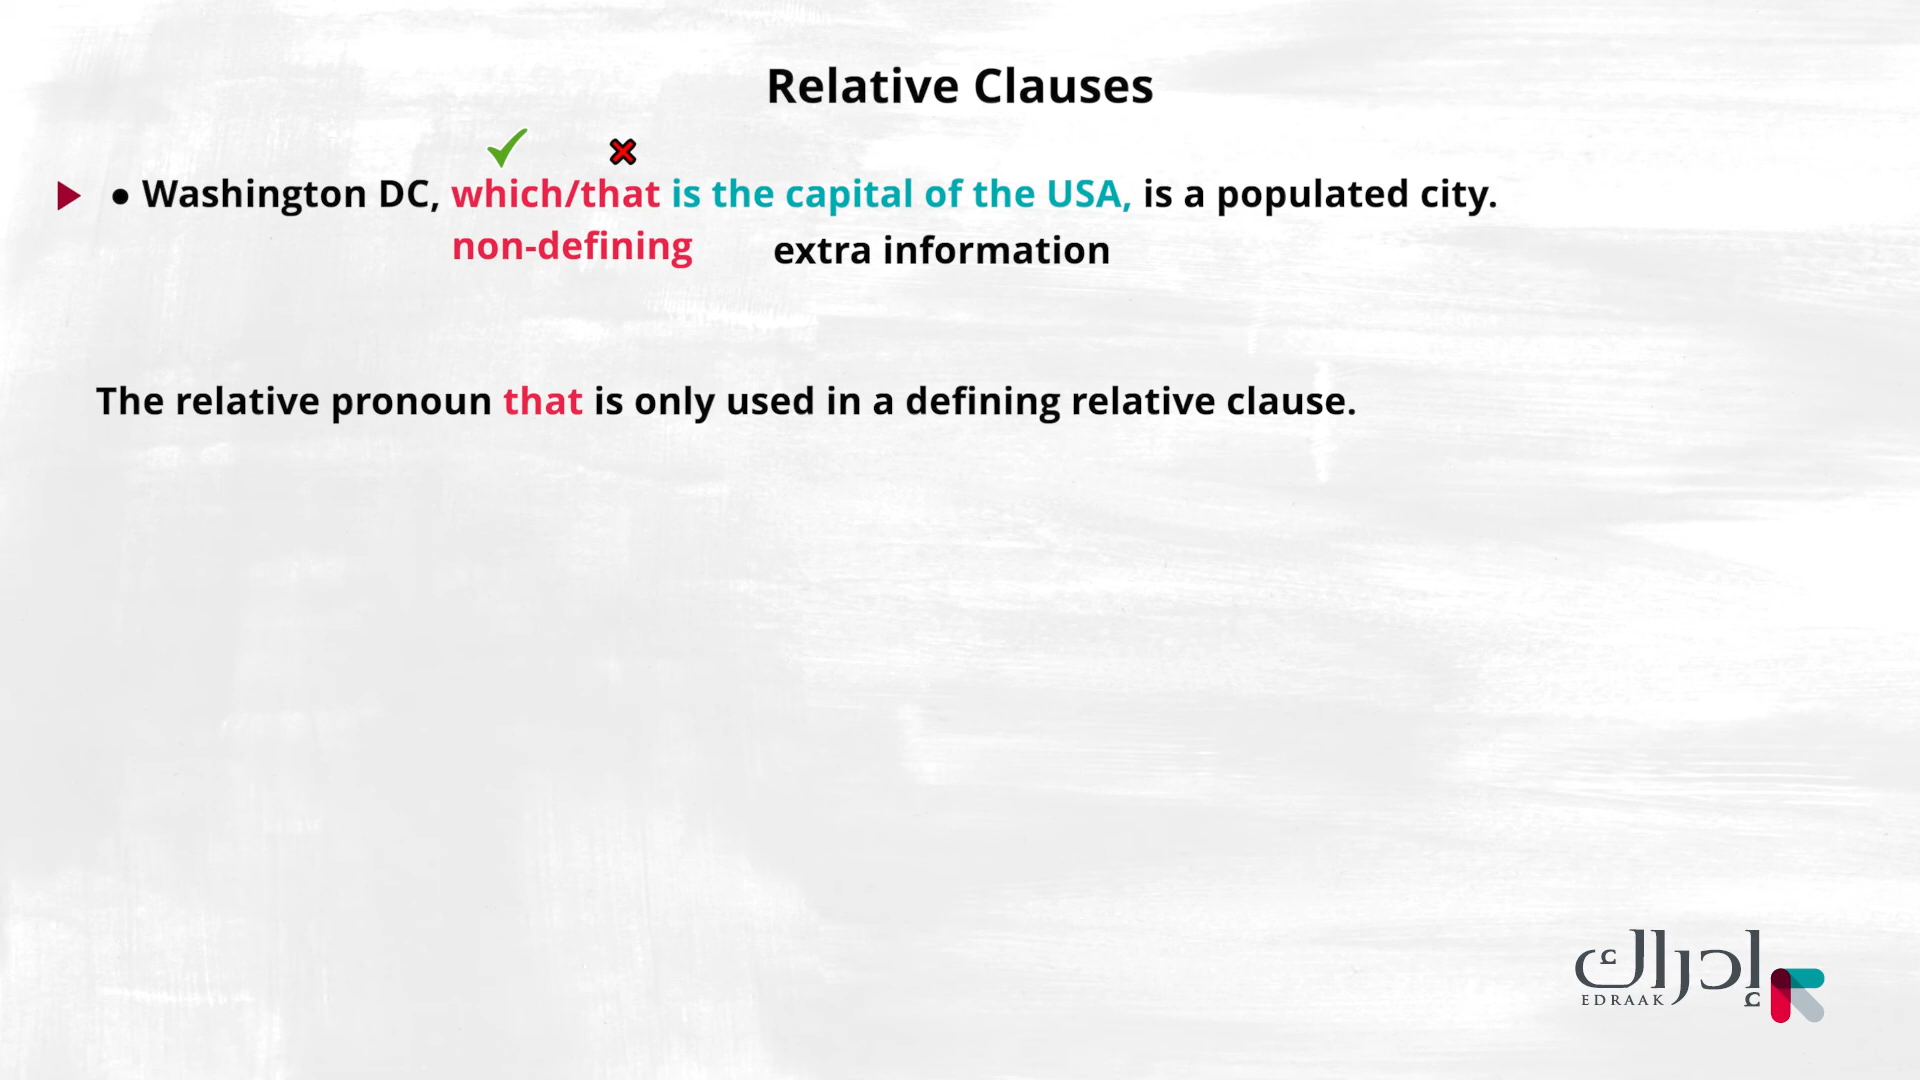 Relative Clauses
• Washington DC, which/that is the capital of the USA, is a populated city.
non-defining extra information
The relative pronoun that is only used in a defining relative clause.
إدراك
EDRAAK